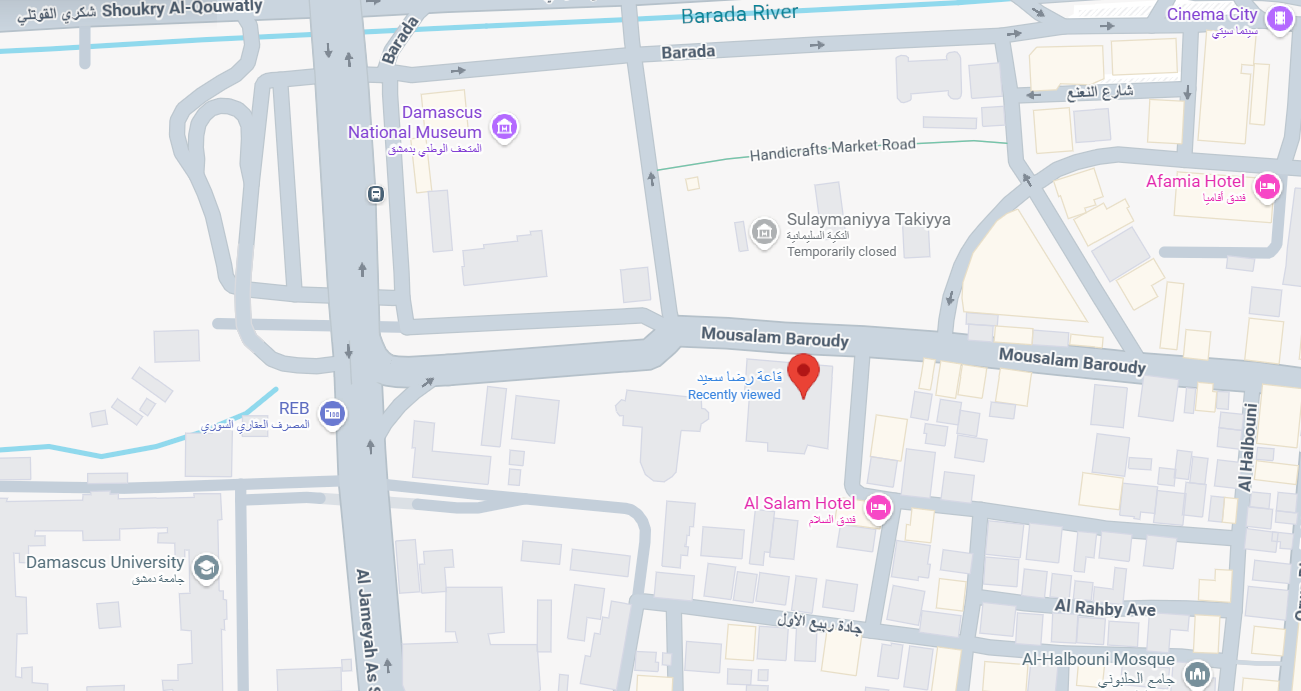 شكري القوتلي Shoukry Al-Qouwatly
Barada River
Cinema City
سينما سيتي
Barada
Barada
شارع النعنع
Damascus
National Museum
المتحف الوطني بدمشق
Handicrafts Market Road
Afamia Hotel
فندق أفاميا
Sulaymaniyya Takiyya
التكية السليمانية
Temporarily closed
Mousalam Baroudy
Mousalam Baroudy
قاعة رضا سعيد
Recently viewed
REB
المصرف العقاري السوري
Al Halbouni
Al Salam Hotel
فندق السلام
Damascus University
جامعة دمشق
Al Jameyah As S
Al Rahby Ave
جادة ربيع الأول
Al-Halbouni Mosque
جامع الحلبوني